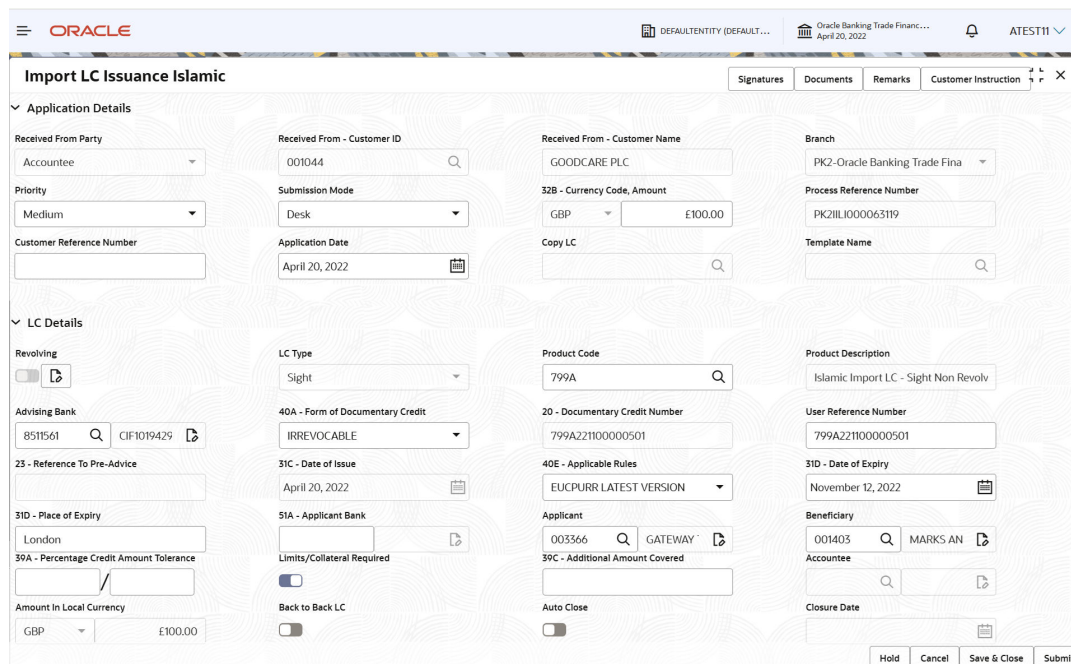 ORACLE
DEFAULTENTITY (DEFAULT...
Oracle Banking Trade Financ...
April 20, 2022
ATEST11
Import LC Issuance Islamic
Signatures Documents Remarks Customer Instruction
Application Details
Received From Party Received From - Customer ID Received From - Customer Name Branch
Accountee 001044 GOODCARE PLC PK2-Oracle Banking Trade Fina
Priority Submission Mode 32B - Currency Code, Amount Process Reference Number
Medium Desk GBP £100.00 PK2IILI000063119
Customer Reference Number Application Date Copy LC Template Name
April 20, 2022
LC Details
Revolving LC Type Product Code Product Description
Sight 799A Islamic Import LC - Sight Non Revolv
Advising Bank 40A - Form of Documentary Credit 20 - Documentary Credit Number User Reference Number
8511561 CIF1019429 IRREVOCABLE 799A221100000501 799A221100000501
23 - Reference To Pre-Advice 31C - Date of Issue 40E - Applicable Rules 31D - Date of Expiry
April 20, 2022 EUCPURR LATEST VERSION November 12, 2022
31D - Place of Expiry 51A - Applicant Bank Applicant Beneficiary
London 003366 GATEWAY 001403 MARKS AN
39A - Percentage Credit Amount Tolerance Limits/Collateral Required 39C - Additional Amount Covered Accountee
/
Amount In Local Currency Back to Back LC Auto Close Closure Date
GBP £100.00
Hold Cancel Save & Close Submi